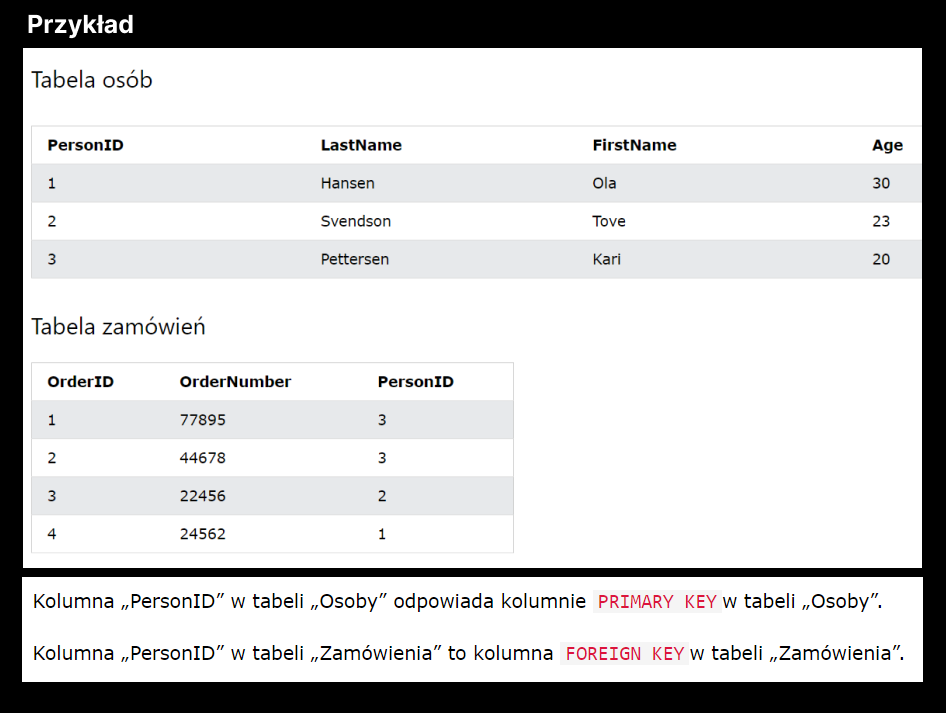 Przykład
Tabela osób
PersonID LastName FirstName Age
1 Hansen Ola 30
2 Svendson Tove 23
3 Pettersen Kari 20
Tabela zamówień
OrderID OrderNumber PersonID
1 77895 3
2 44678 3
3 22456 2
4 24562 1
Kolumna „PersonID” w tabeli „Osoby” odpowiada kolumnie PRIMARY KEY w tabeli „Osoby”.
Kolumna „PersonID” w tabeli „Zamówienia” to kolumna FOREIGN KEY w tabeli „Zamówienia”.